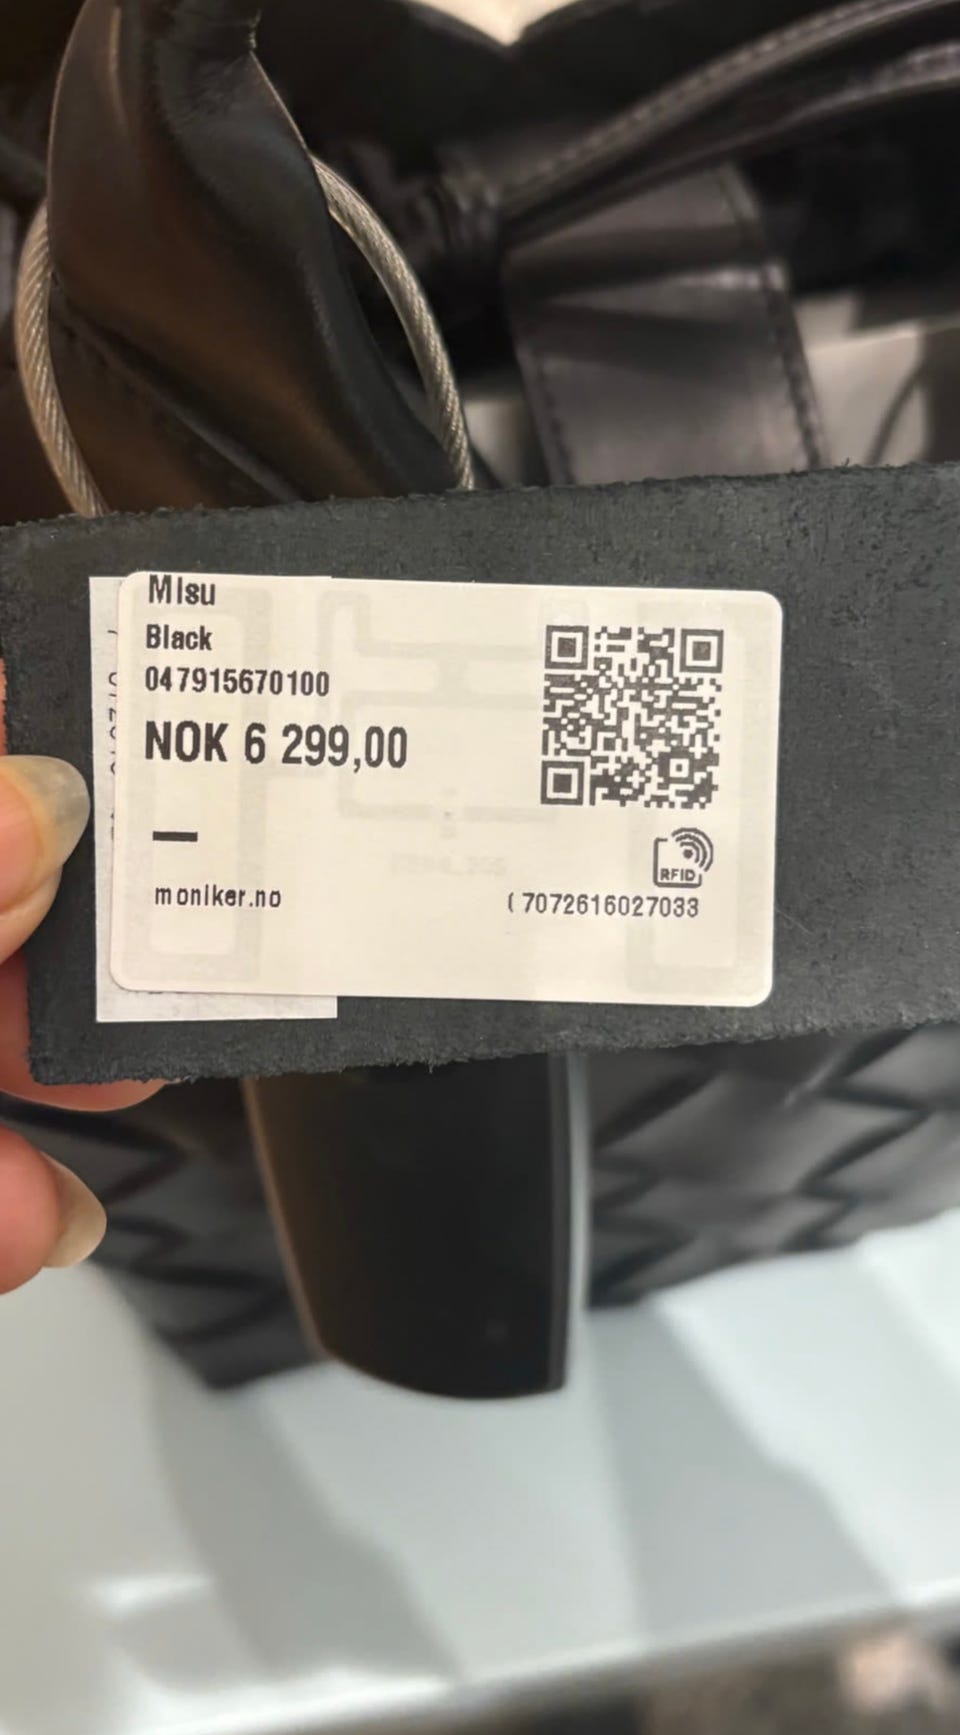 Misu
Black
047915670100
NOK 6 299,00
RFID
moniker.no
( 7072616027033